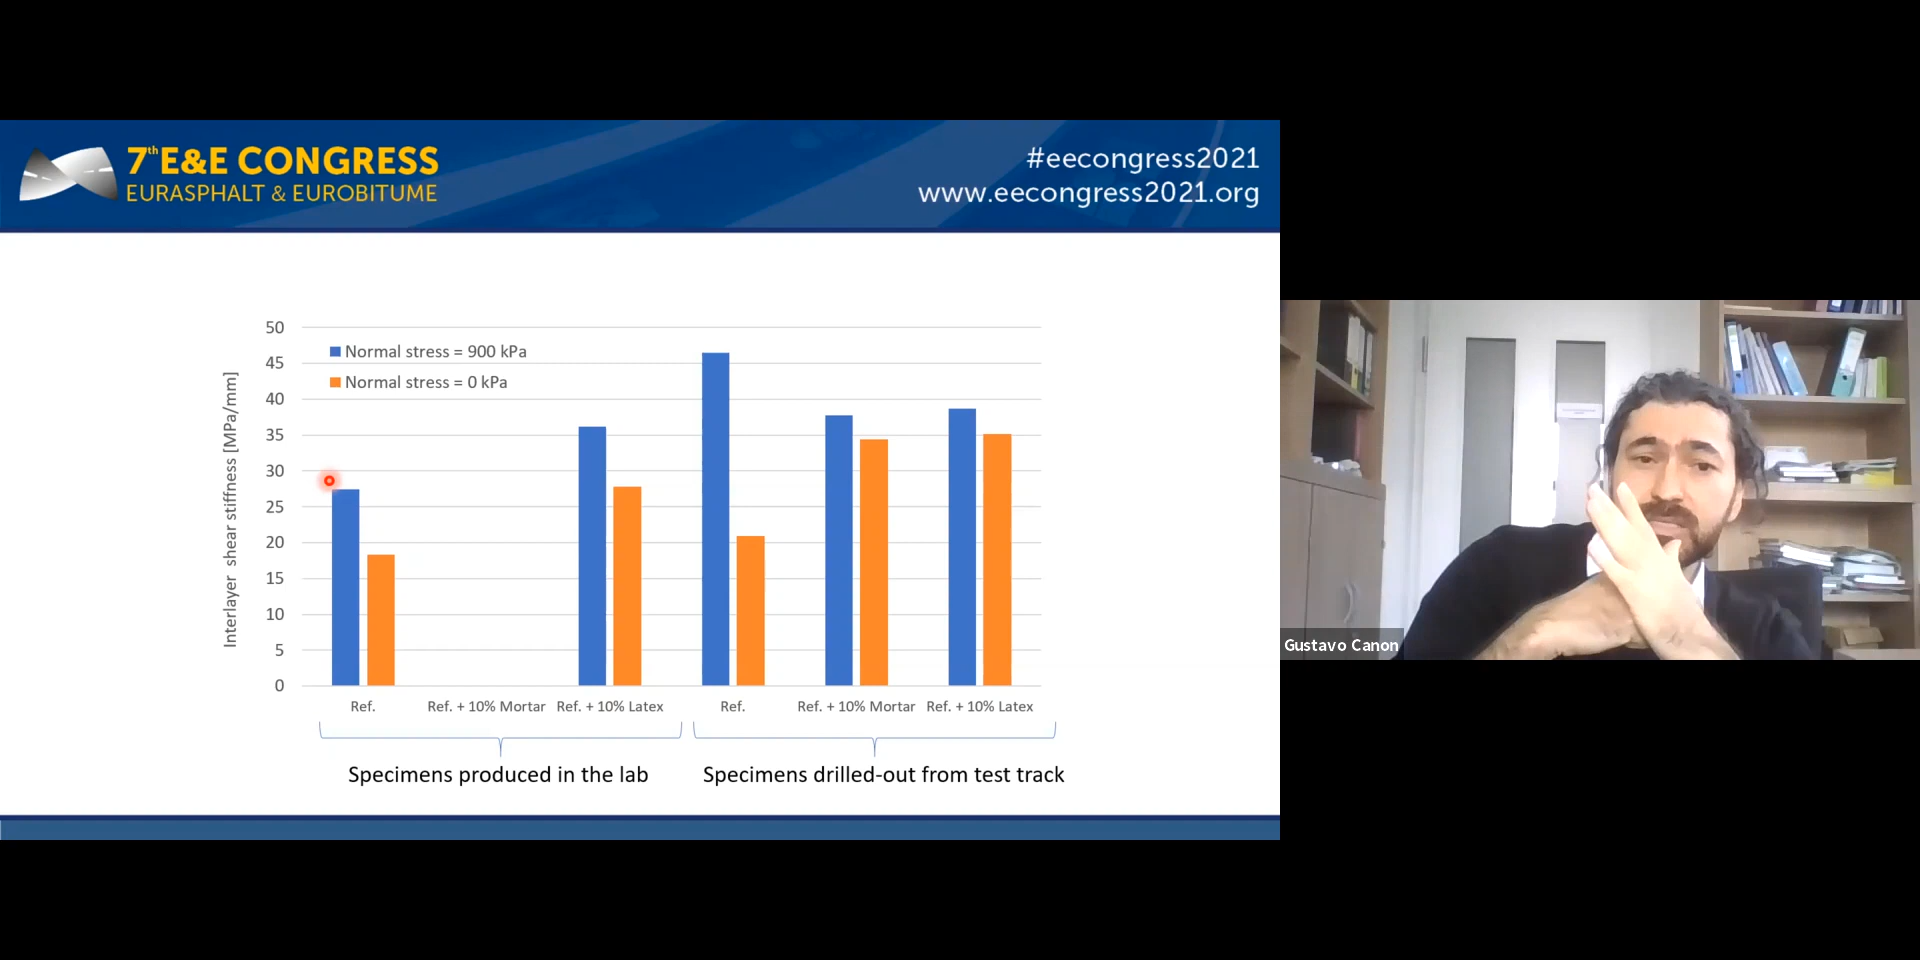 7th E&E CONGRESS
EURASPHALT & EUROBITUME
#eecongress2021
www.eecongress2021.org
50
45
40
35
30
25
20
15
10
5
0
Interlayer shear stiffness [MPa/mm]
Normal stress = 900 kPa
Normal stress = 0 kPa
Ref.
Ref. + 10% Mortar
Ref. + 10% Latex
Ref.
Ref. + 10% Mortar
Ref. + 10% Latex
Specimens produced in the lab
Specimens drilled-out from test track
Gustavo Canon